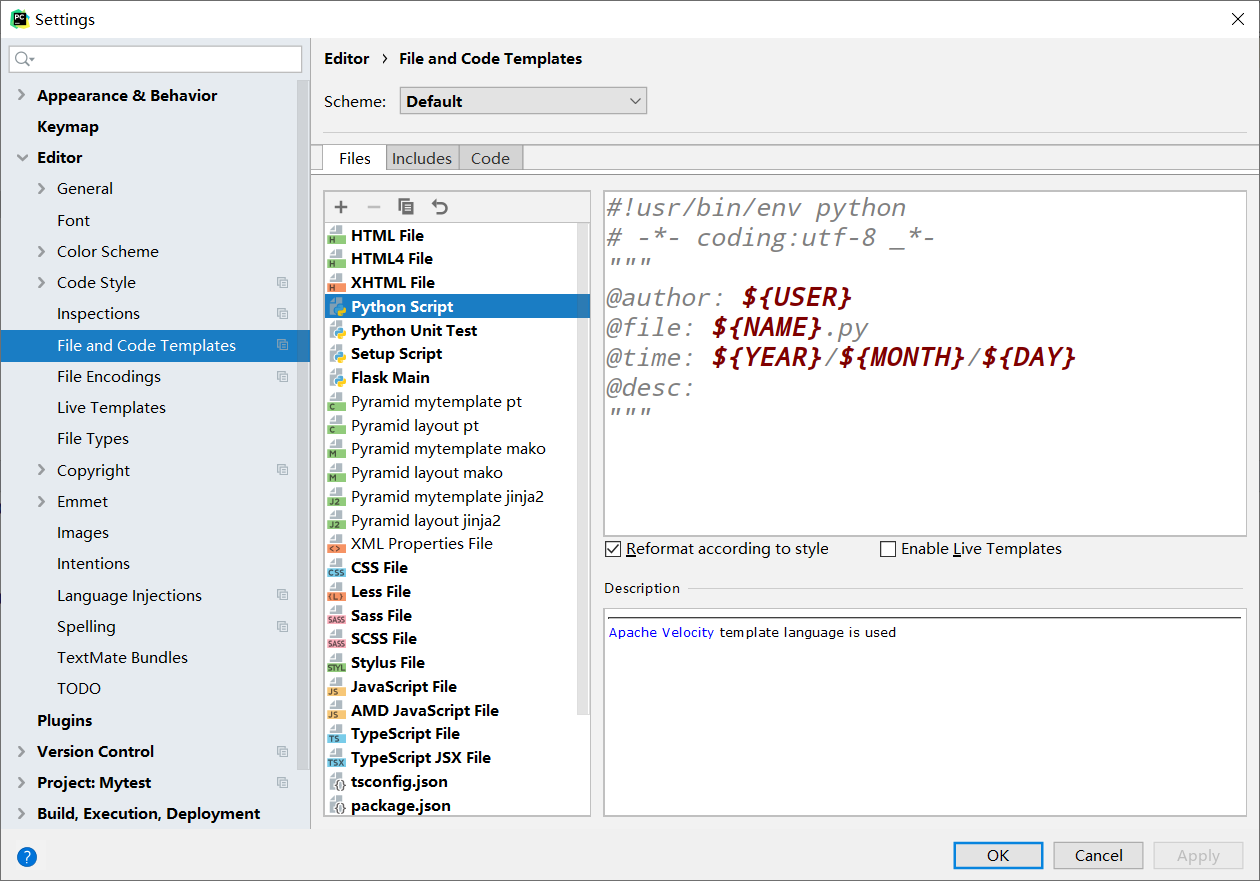 Settings
Appearance & Behavior
Keymap
Editor
General
Font
Color Scheme
Code Style
Inspections
File and Code Templates
File Encodings
Live Templates
File Types
Copyright
Emmet
Images
Intentions
Language Injections
Spelling
TextMate Bundles
TODO
Plugins
Version Control
Project: Mytest
Build, Execution, Deployment
Editor › File and Code Templates
Scheme: Default
Files Includes Code
HTML File
HTML4 File
XHTML File
Python Script
Python Unit Test
Setup Script
Flask Main
Pyramid mytemplate pt
Pyramid layout pt
Pyramid mytemplate mako
Pyramid layout mako
Pyramid mytemplate jinja2
Pyramid layout jinja2
XML Properties File
CSS File
Less File
Sass File
SCSS File
Stylus File
JavaScript File
AMD JavaScript File
TypeScript File
TypeScript JSX File
tsconfig.json
package.json
#!usr/bin/env python
# -*- coding:utf-8 _*-
"""
@author: ${USER}
@file: ${NAME}.py
@time: ${YEAR}/${MONTH}/${DAY}
@desc:
"""
Reformat according to style Enable Live Templates
Description
Apache Velocity template language is used
? OK Cancel Apply